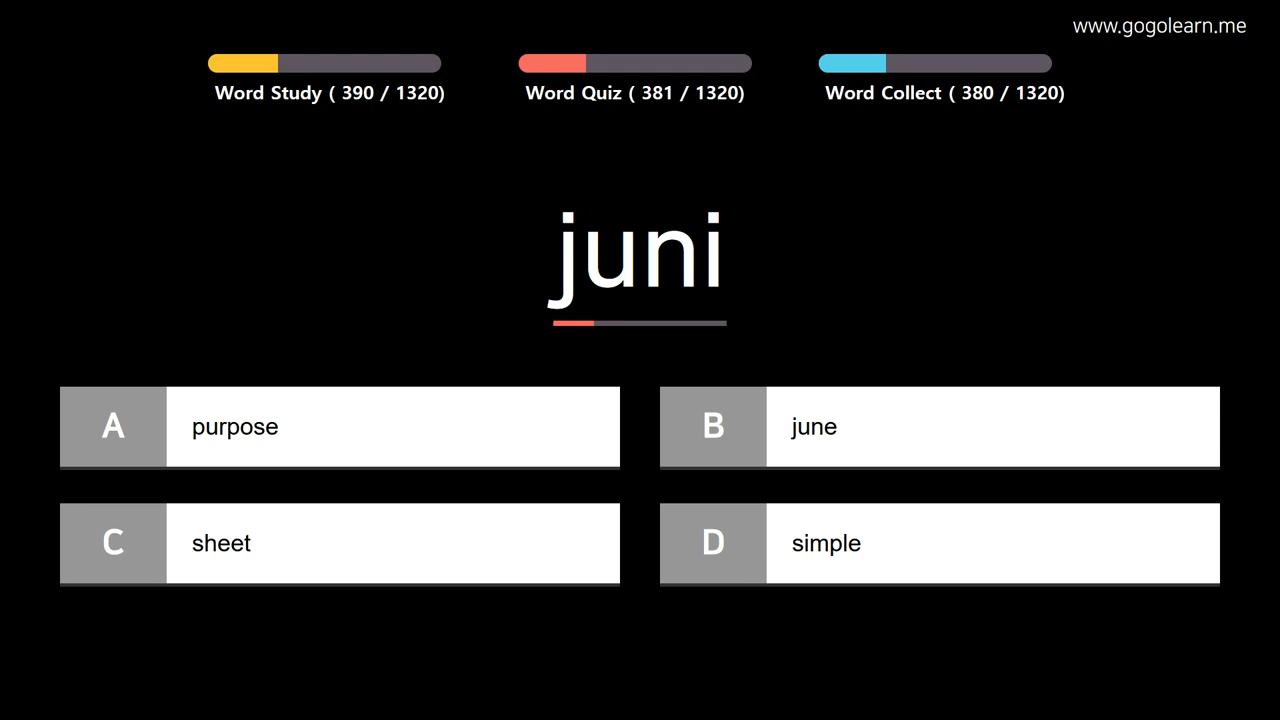 www.gogolearn.me
Word Study ( 390 / 1320)
Word Quiz ( 381 / 1320)
Word Collect ( 380 / 1320)
juni
A purpose
B june
C sheet
D simple